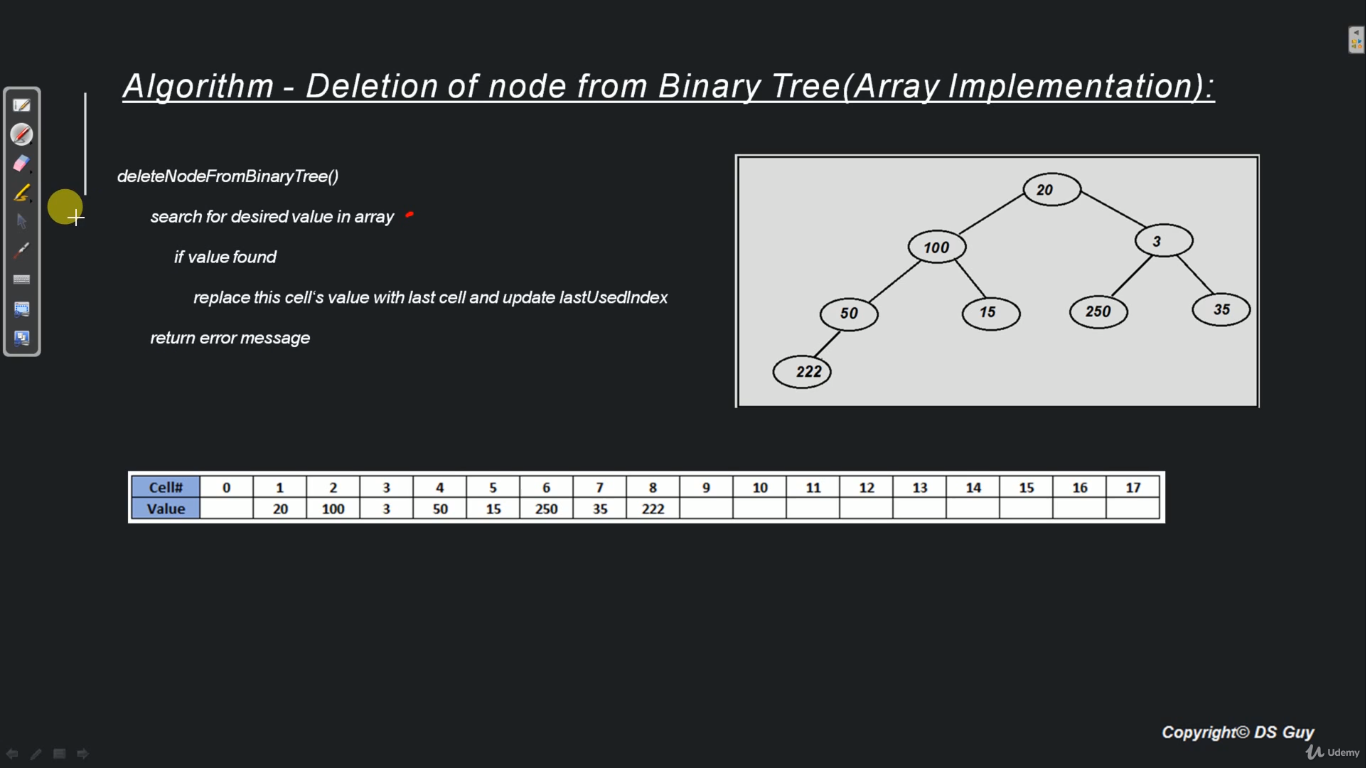 Algorithm - Deletion of node from Binary Tree(Array Implementation):
deleteNodeFromBinaryTree()
search for desired value in array
if value found
replace this cell's value with last cell and update lastUsedIndex
return error message
20
100
3
50
15
250
35
222
Cell# 0 1 2 3 4 5 6 7 8 9 10 11 12 13 14 15 16 17
Value 20 100 3 50 15 250 35 222
Copyright© DS Guy
Udemy